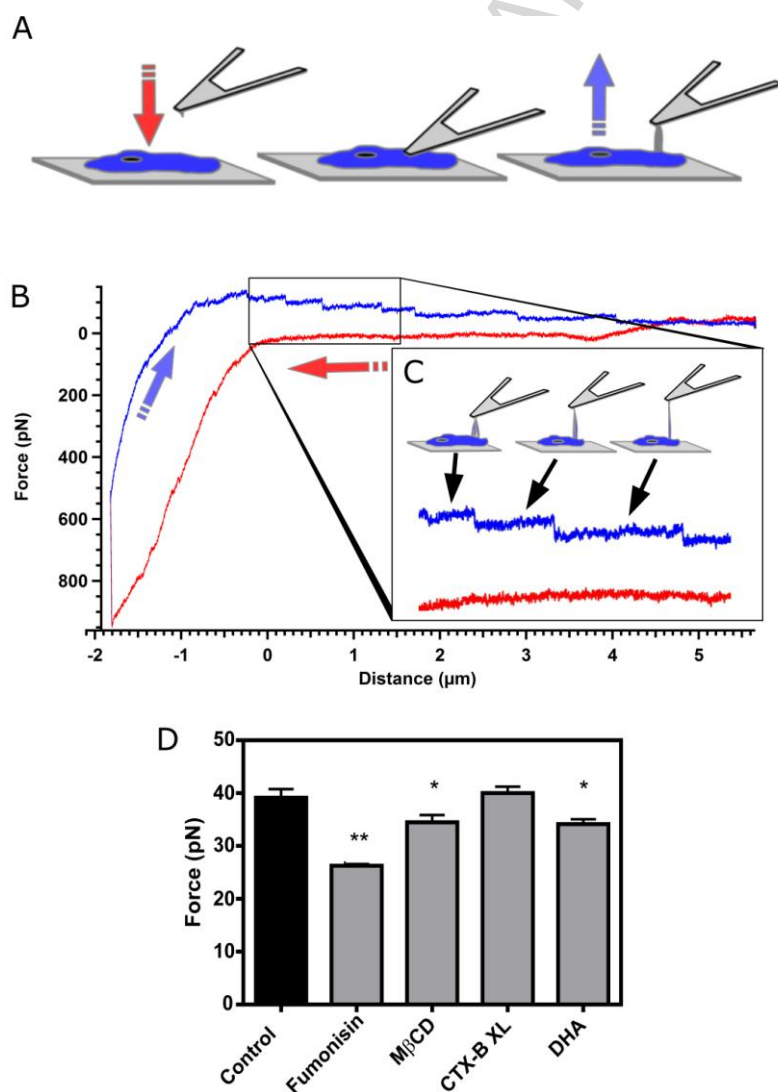 A
B
0
200
400
600
800
Force (pN)
-2 -1 0 1 2 3 4 5
Distance (µm)
C
D
50
40
30
20
10
0
Force (pN)
** * *
Control Fumonisin MβCD CTX-B XL DHA